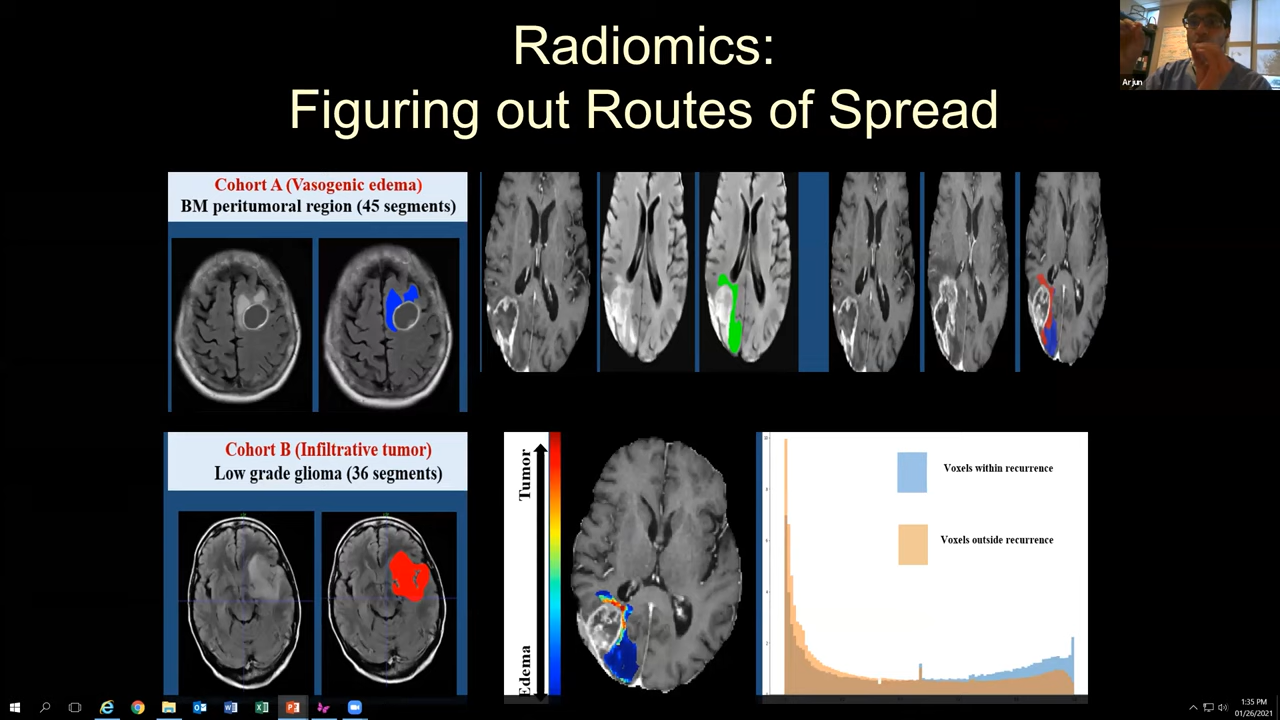 Radiomics:
Figuring out Routes of Spread
Arjun
Cohort A (Vasogenic edema)
BM peritumoral region (45 segments)
Cohort B (Infiltrative tumor)
Low grade glioma (36 segments)
Tumor
Edema
Voxels within recurrence
Voxels outside recurrence
1:35 PM
01/26/2021